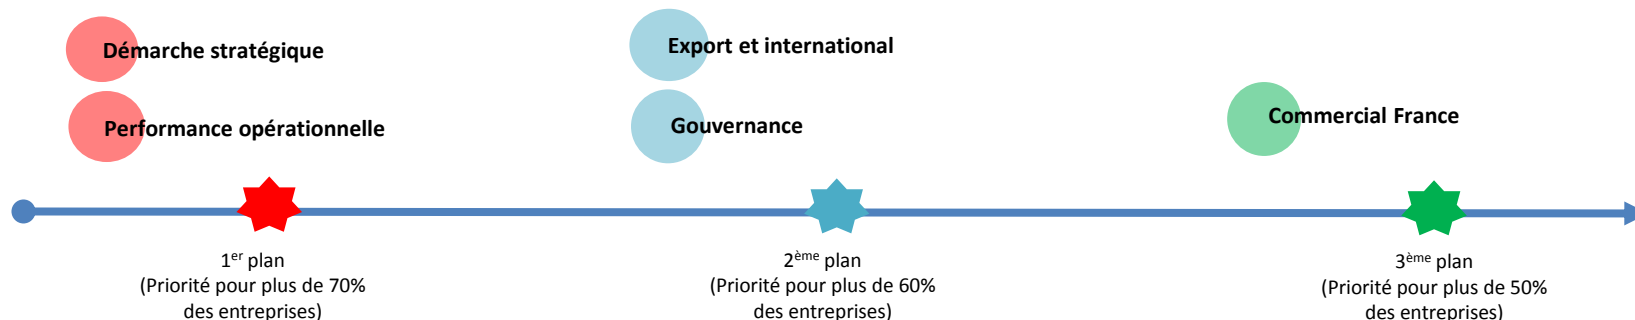 Démarche stratégique
Performance opérationnelle
Export et international
Gouvernance
Commercial France
1er plan
(Priorité pour plus de 70%
des entreprises)
2ème plan
(Priorité pour plus de 60%
des entreprises)
3ème plan
(Priorité pour plus de 50%
des entreprises)